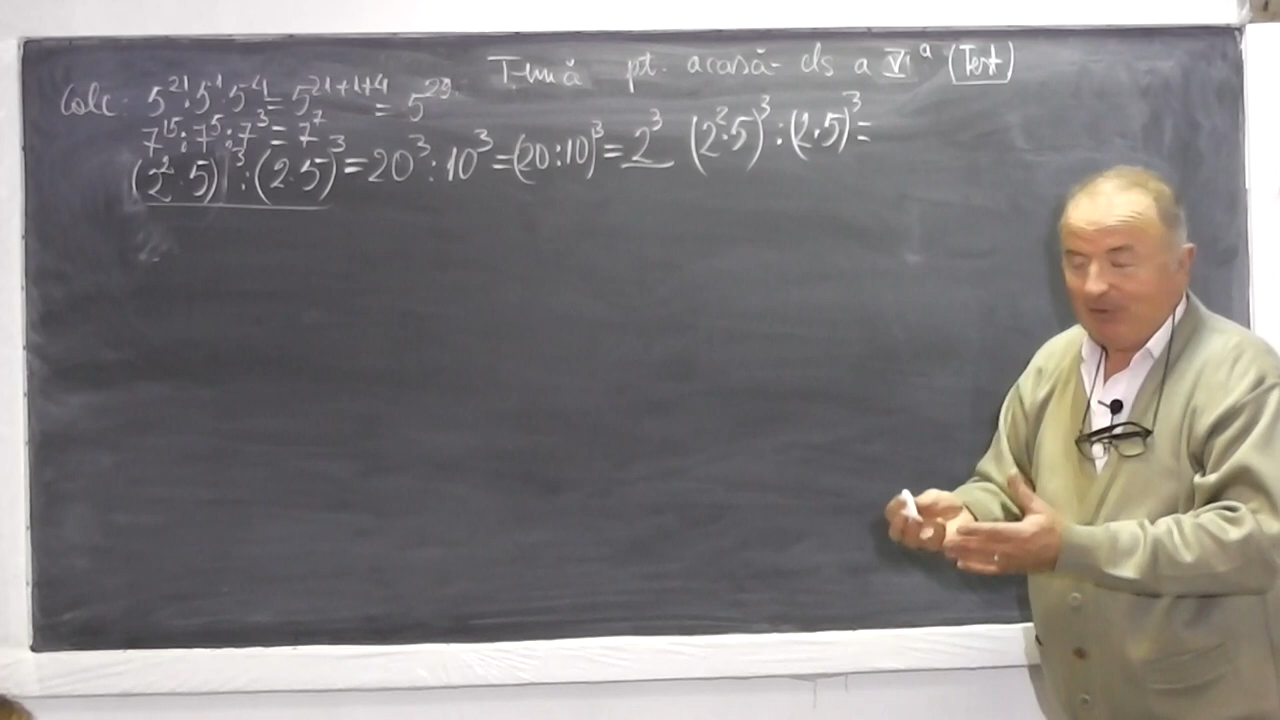 Temă pt. acasă - cls a VI a (Test)
Calc. 5^21 · 5^1 · 5^4 = 5^21+1+4 = 5^29
7^15 : 7^5 : 7^3 = 7^7
(2^2 · 5)^3 : (2·5)^3 = 20^3 : 10^3 = (20:10)^3 = 2^3 (2^2·5)^3 : (2·5)^3 =